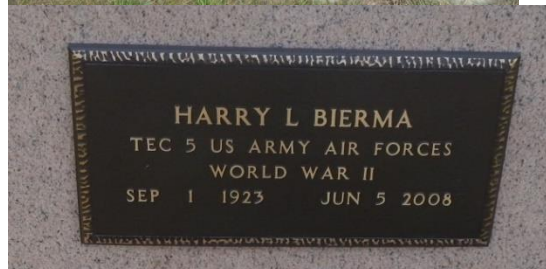 HARRY L BIERMA
TEC 5 US ARMY AIR FORCES
WORLD WAR II
SEP 1 1923 JUN 5 2008